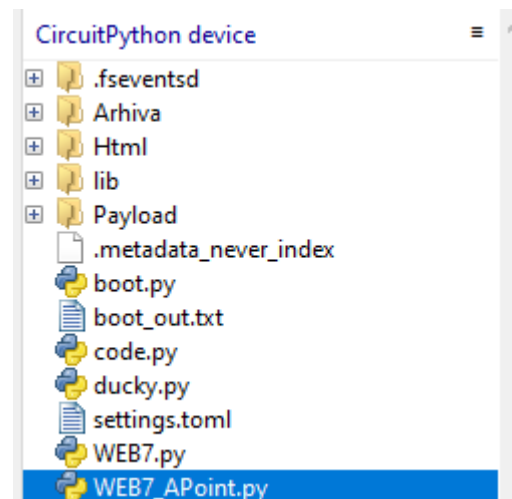 CircuitPython device
.fseventsd
Arhiva
Html
lib
Payload
.metadata_never_index
boot.py
boot_out.txt
code.py
ducky.py
settings.toml
WEB7.py
WEB7_APoint.py